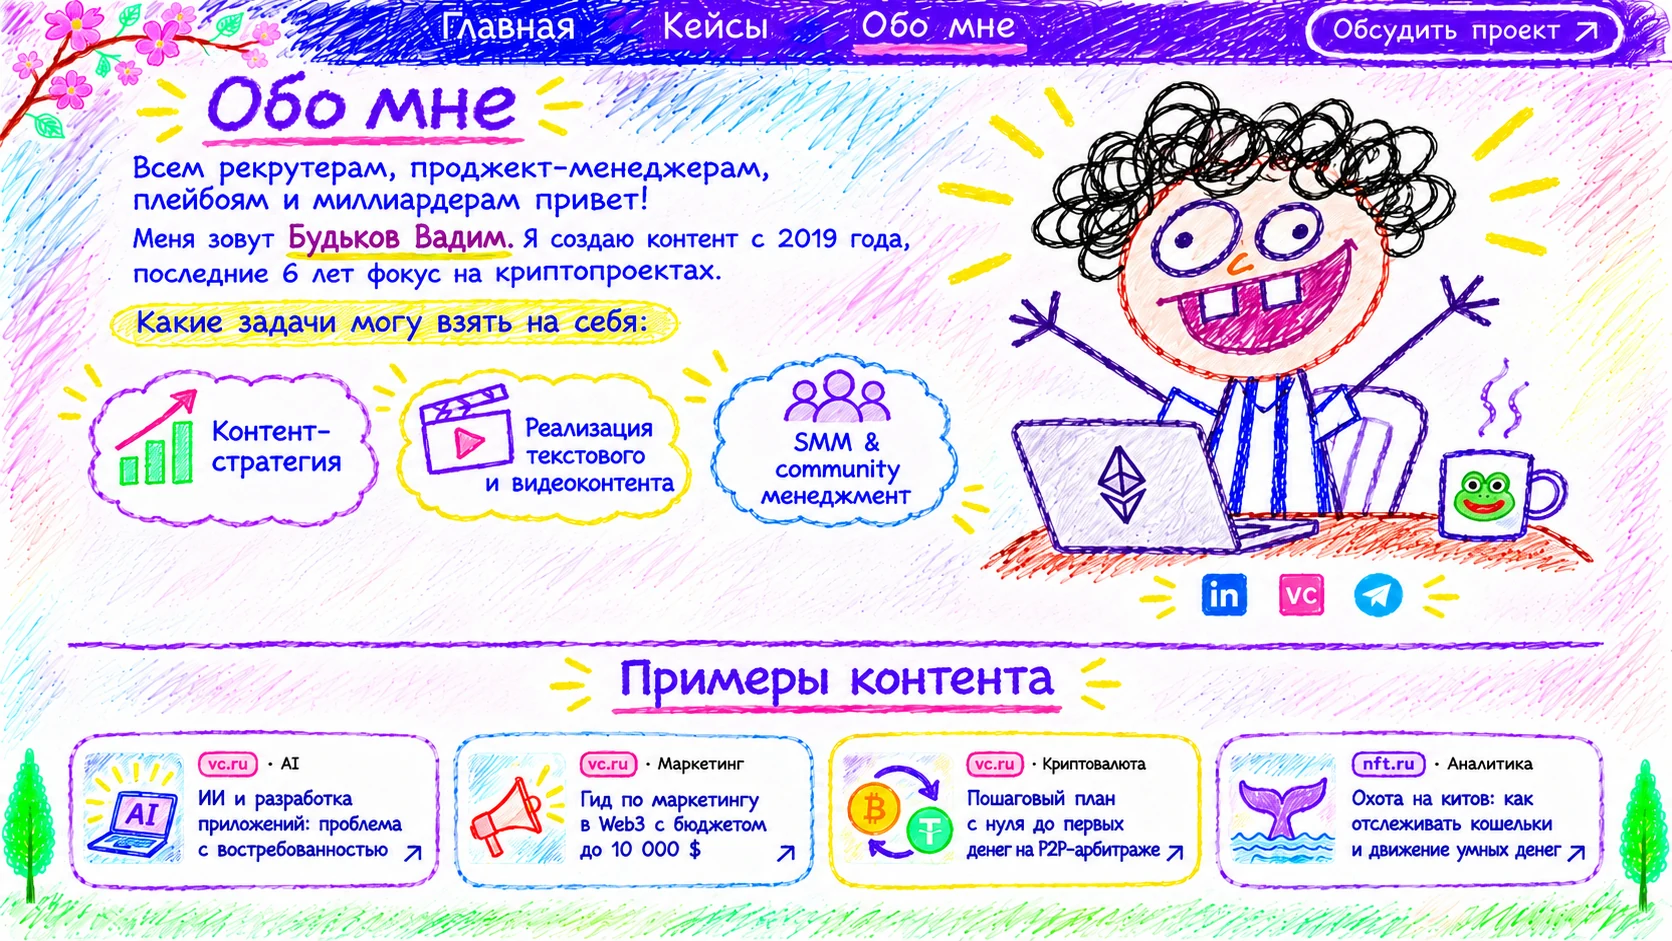 Главная
Кейсы
Обо мне
Обсудить проект
Обо мне
Всем рекрутерам, проджект-менеджерам,
плейбоям и миллиардерам привет!
Меня зовут Будьков Вадим. Я создаю контент с 2019 года,
последние 6 лет фокус на криптопроектах.
Какие задачи могу взять на себя:
Контент-
стратегия
Реализация
текстового
и видеоконтента
SMM &
community
менеджмент
in
VC
Примеры контента
AI
vc.ru · AI
ИИ и разработка
приложений: проблема
с востребованностью
vc.ru · Маркетинг
Гид по маркетингу
в Web3 с бюджетом
до 10 000 $
vc.ru · Криптовалюта
Пошаговый план
с нуля до первых
денег на P2P-арбитраже
nft.ru · Аналитика
Охота на китов: как
отслеживать кошельки
и движение умных денег